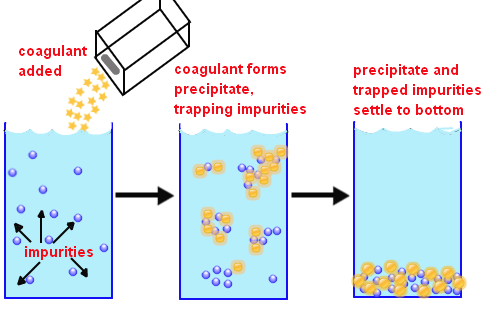 coagulant
added
coagulant forms
precipitate,
trapping impurities
precipitate and
trapped impurities
settle to bottom
impurities